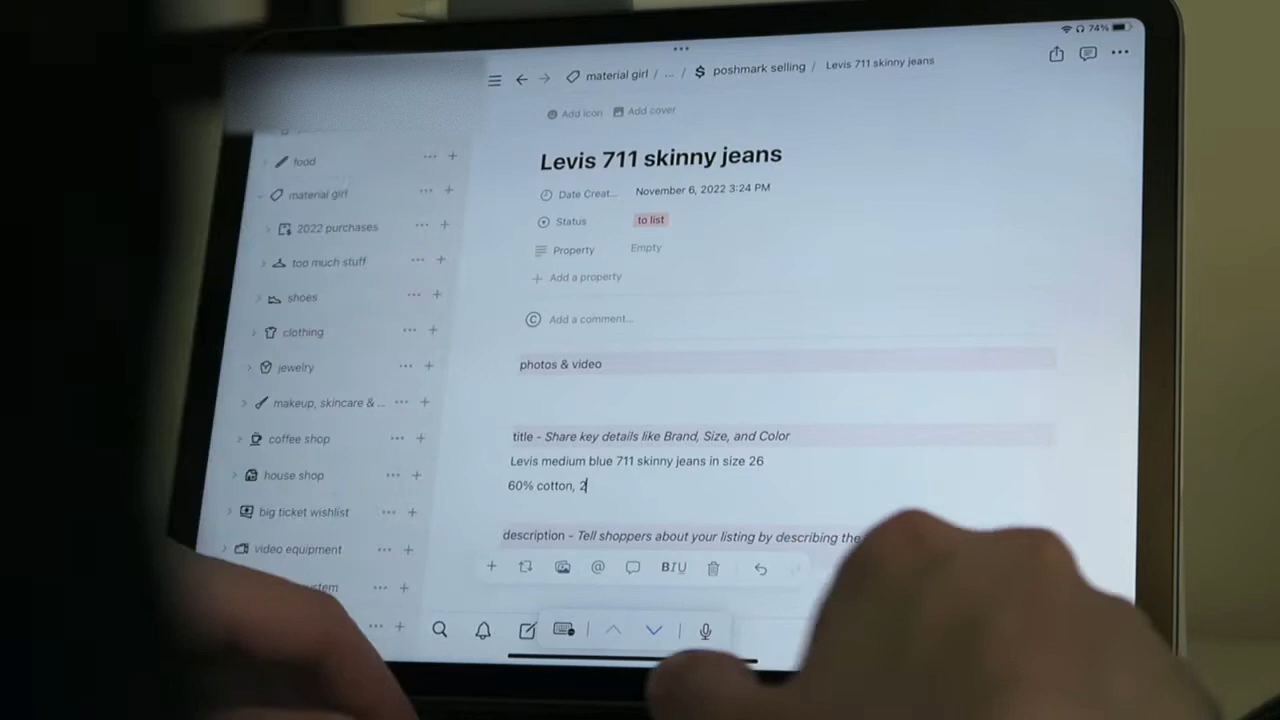 74%
material girl / ... / $ poshmark selling / Levis 711 skinny jeans
Add icon Add cover
Levis 711 skinny jeans
Date Creat... November 6, 2022 3:24 PM
Status to list
Property Empty
+ Add a property
C Add a comment...
photos & video
title - Share key details like Brand, Size, and Color
Levis medium blue 711 skinny jeans in size 26
60% cotton, 2
description - Tell shoppers about your listing by describing the
BIU
food
material girl
2022 purchases
too much stuff
shoes
clothing
jewelry
makeup, skincare & ...
coffee shop
house shop
big ticket wishlist
video equipment